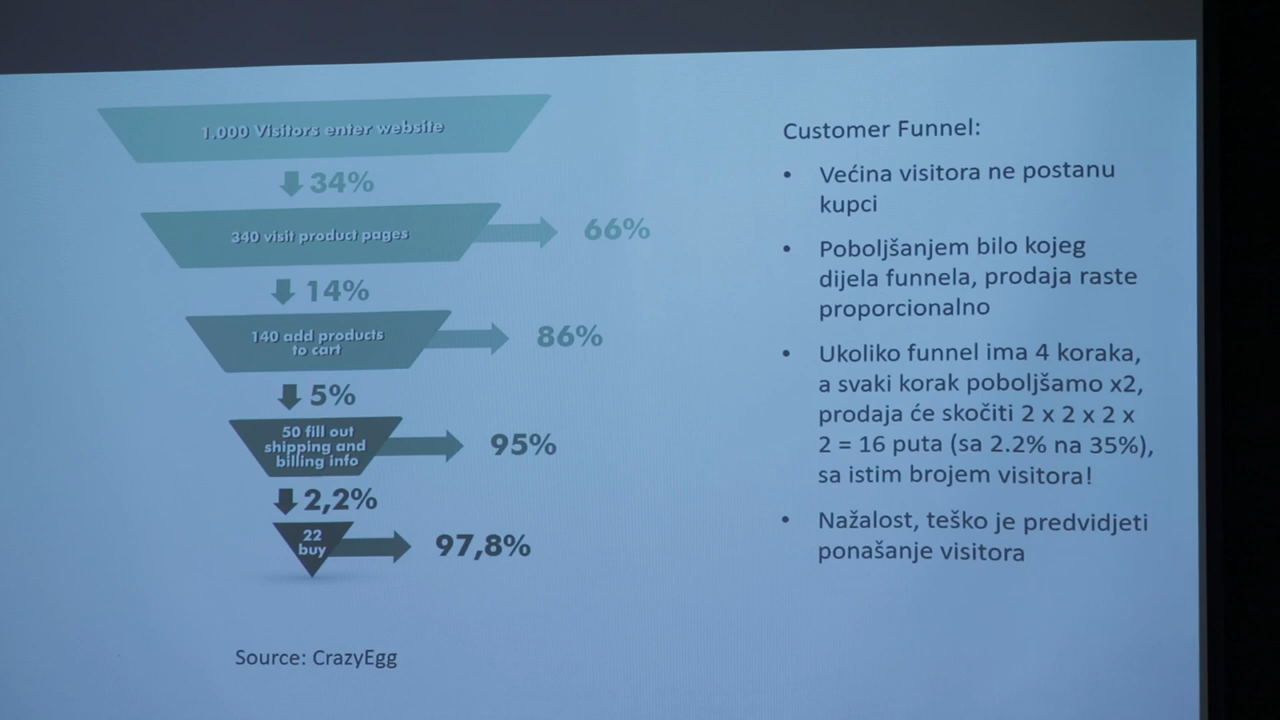 1.000 Visitors enter website
34%
340 visit product pages
66%
14%
140 add products
to cart
86%
5%
50 fill out
shipping and
billing info
95%
2,2%
22
buy
97,8%
Source: CrazyEgg
Customer Funnel:
• Većina visitora ne postanu
kupci
• Poboljšanjem bilo kojeg
dijela funnela, prodaja raste
proporcionalno
• Ukoliko funnel ima 4 koraka,
a svaki korak poboljšamo x2,
prodaja će skočiti 2 x 2 x 2 x
2 = 16 puta (sa 2.2% na 35%),
sa istim brojem visitora!
• Nažalost, teško je predvidjeti
ponašanje visitora